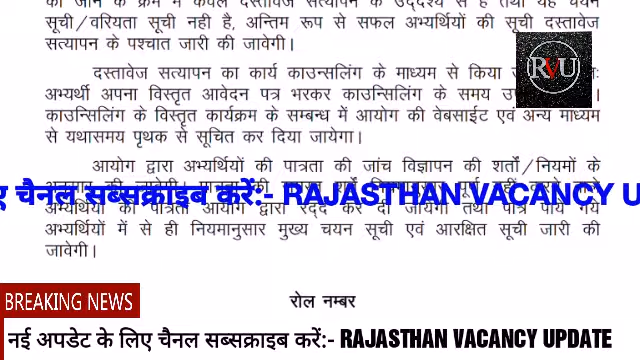 की जाने के क्रम में केवल दस्तावेज सत्यापन के उद्देश्य से है तथा यह चयन
सूची/वरियता सूची नही है, अन्तिम रूप से सफल अभ्यर्थियों की सूची दस्तावेज
सत्यापन के पश्चात जारी की जावेगी।
दस्तावेज सत्यापन का कार्य काउन्सलिंग के माध्यम से किया
RVU
अभ्यर्थी अपना विस्तृत आवेदन पत्र भरकर काउन्सलिंग के समय
काउन्सलिंग के विस्तृत कार्यक्रम के सम्बन्ध में आयोग की वेबसाईट एवं अन्य माध्यम
से यथासमय पृथक से सूचित कर दिया जायेगा।
आयोग द्वारा अभ्यर्थियों की पात्रता की जांच विज्ञापन की शर्तो/नियमों के
चैनल सब्सक्राइब करें:- RAJASTHAN VACANCY U
अभ्यर्थियों की पात्रता आयोग द्वारा रद्द कर दी जायेगी तथा पात्र पाये गये
अभ्यर्थियों में से ही नियमानुसार मुख्य चयन सूची एवं आरक्षित सूची जारी की
जावेगी।
रोल नम्बर
BREAKING NEWS
नई अपडेट के लिए चैनल सब्सक्राइब करें:- RAJASTHAN VACANCY UPDATE